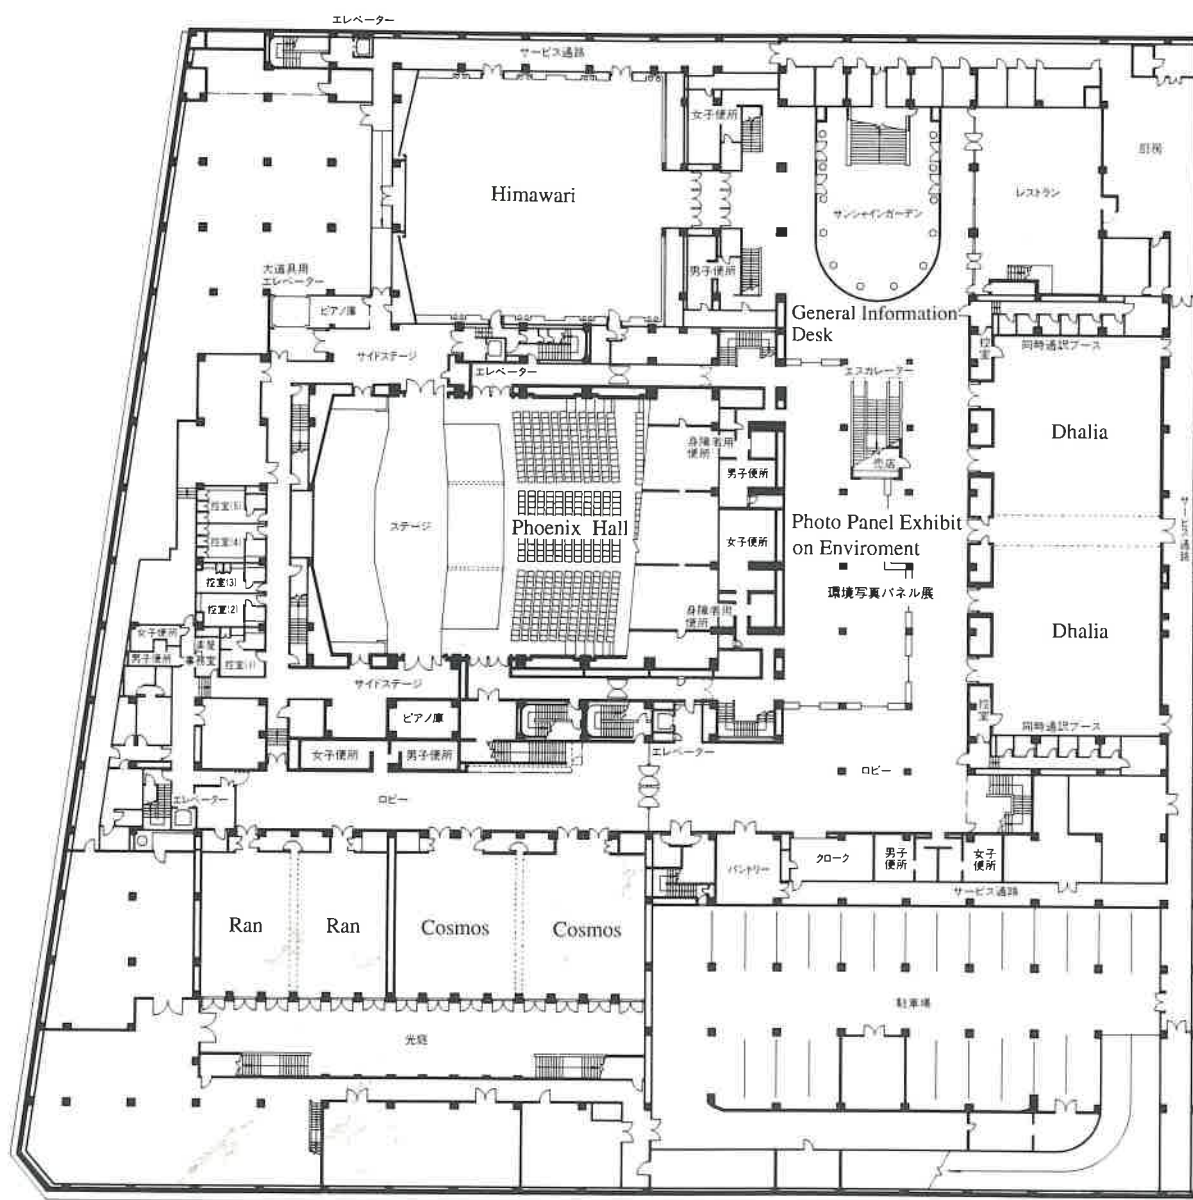 エレベーター
サービス通路
女子便所
厨房
Himawari
レストラン
サンシャインガーデン
男子便所
大道具用
エレベーター
ピアノ庫
General Information
Desk
サイドステージ
エレベーター
控室
同時通訳ブース
エスカレーター
Dhalia
身障者用
便所
売店
男子便所
サービス通路
控室(5)
ステージ
Phoenix Hall
Photo Panel Exhibit
on Enviroment
控室(4)
女子便所
控室(3)
環境写真パネル展
控室(2)
身障者用
便所
Dhalia
女子便所
男子便所
楽屋
事務室
控室(1)
サイドステージ
ピアノ庫
控室
同時通訳ブース
女子便所
男子便所
エレベーター
ロビー
エレベーター
ロビー
パントリー
クローク
男子
便所
女子
便所
サービス通路
Ran
Ran
Cosmos
Cosmos
駐車場
光庭